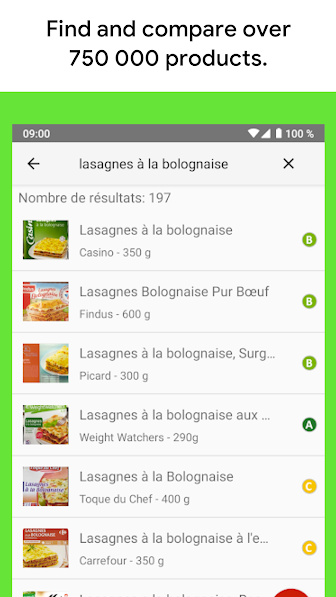 Find and compare over
750 000 products.
09:00
100 %
lasagnes à la bolognaise
Nombre de résultats: 197
Casino
Lasagnes à la bolognaise
Casino - 350 g
B
Lasagnes Bolognaise Pur Bœuf
Findus - 600 g
B
Lasagnes à la bolognaise, Surg...
Picard - 300 g
B
Lasagnes à la bolognaise aux ...
Weight Watchers - 290g
A
Lasagnes à la Bolognaise
Toque du Chef - 400 g
C
LASAGNES
Lasagnes à la bolognaise à l'e...
Carrefour - 350 g
C